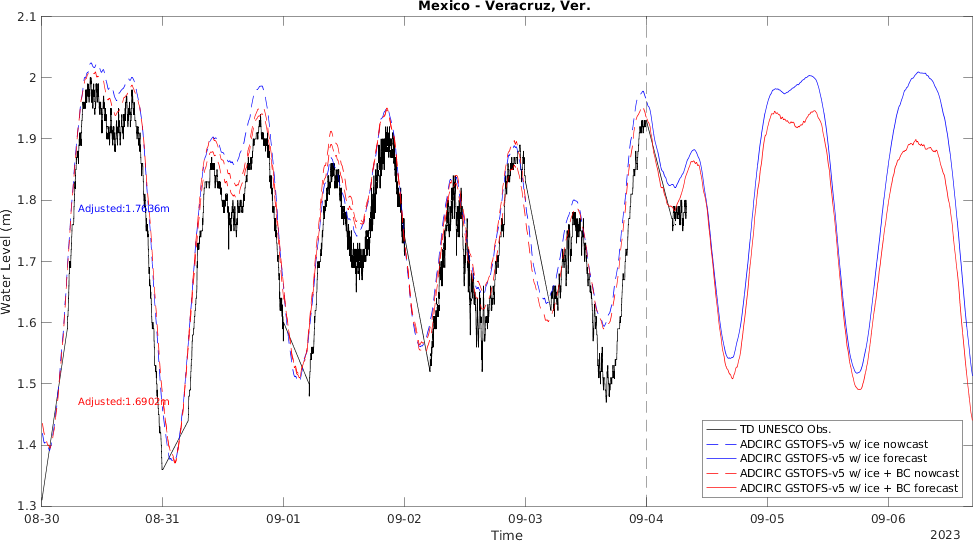 Mexico - Veracruz, Ver.
2.1
2
1.9
1.8
1.7
1.6
1.5
1.4
1.3
Water Level (m)
Adjusted:1.7636m
Adjusted:1.6902m
TD UNESCO Obs.
ADCIRC GSTOFS-v5 w/ ice nowcast
ADCIRC GSTOFS-v5 w/ ice forecast
ADCIRC GSTOFS-v5 w/ ice + BC nowcast
ADCIRC GSTOFS-v5 w/ ice + BC forecast
08-30 08-31 09-01 09-02 09-03 09-04 09-05 09-06
Time
2023